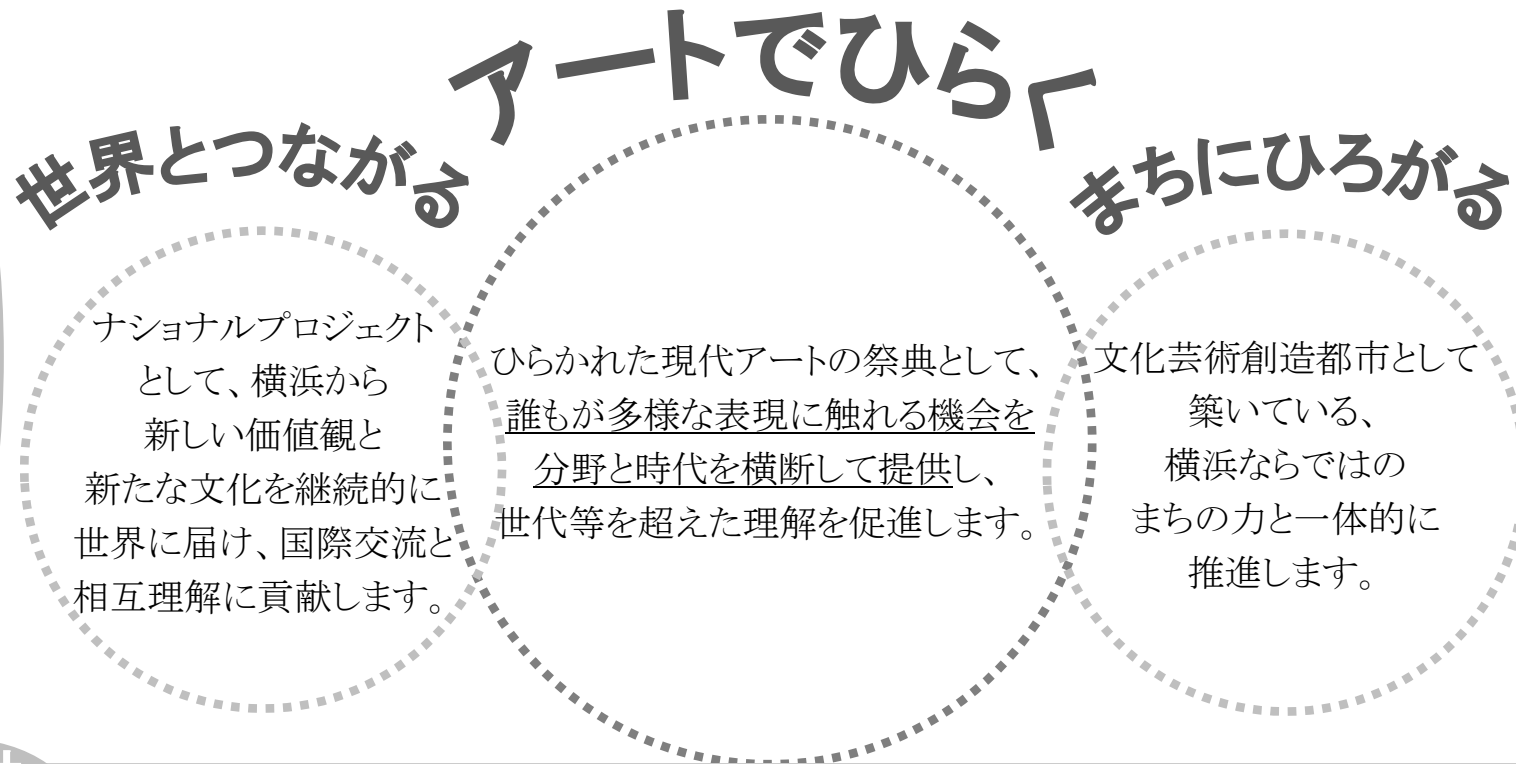 アートでひらく
世界とつながる
まちにひろがる
ナショナルプロジェクト
として、横浜から
新しい価値観と
新たな文化を継続的に
世界に届け、国際交流と
相互理解に貢献します。
ひらかれた現代アートの祭典として、
誰もが多様な表現に触れる機会を
分野と時代を横断して提供し、
世代等を超えた理解を促進します。
文化芸術創造都市として
築いている、
横浜ならではの
まちの力と一体的に
推進します。